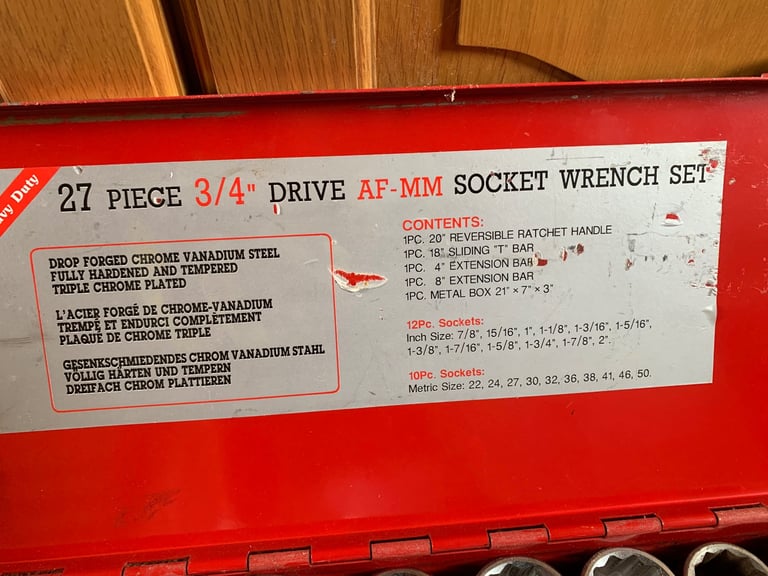 vy Duty
27 PIECE 3/4" DRIVE AF-MM SOCKET WRENCH SET
DROP FORGED CHROME VANADIUM STEEL
FULLY HARDENED AND TEMPERED
TRIPLE CHROME PLATED
L'ACIER FORGÉ DE CHROME-VANADIUM
TREMPÉ ET ENDURCI COMPLÈTEMENT
PLAQUÉ DE CHROME TRIPLE
GESENKSCHMIEDENDES CHROM VANADIUM STAHL
VÖLLIG HÄRTEN UND TEMPERN
DREIFACH CHROM PLATTIEREN
CONTENTS:
1PC. 20" REVERSIBLE RATCHET HANDLE
1PC. 18" SLIDING "T" BAR
1PC. 4" EXTENSION BAR
1PC. 8" EXTENSION BAR
1PC. METAL BOX 21" × 7" × 3"
12Pc. Sockets:
Inch Size: 7/8", 15/16", 1", 1-1/8", 1-3/16", 1-5/16",
1-3/8", 1-7/16", 1-5/8", 1-3/4", 1-7/8", 2".
10Pc. Sockets:
Metric Size: 22, 24, 27, 30, 32, 36, 38, 41, 46, 50.